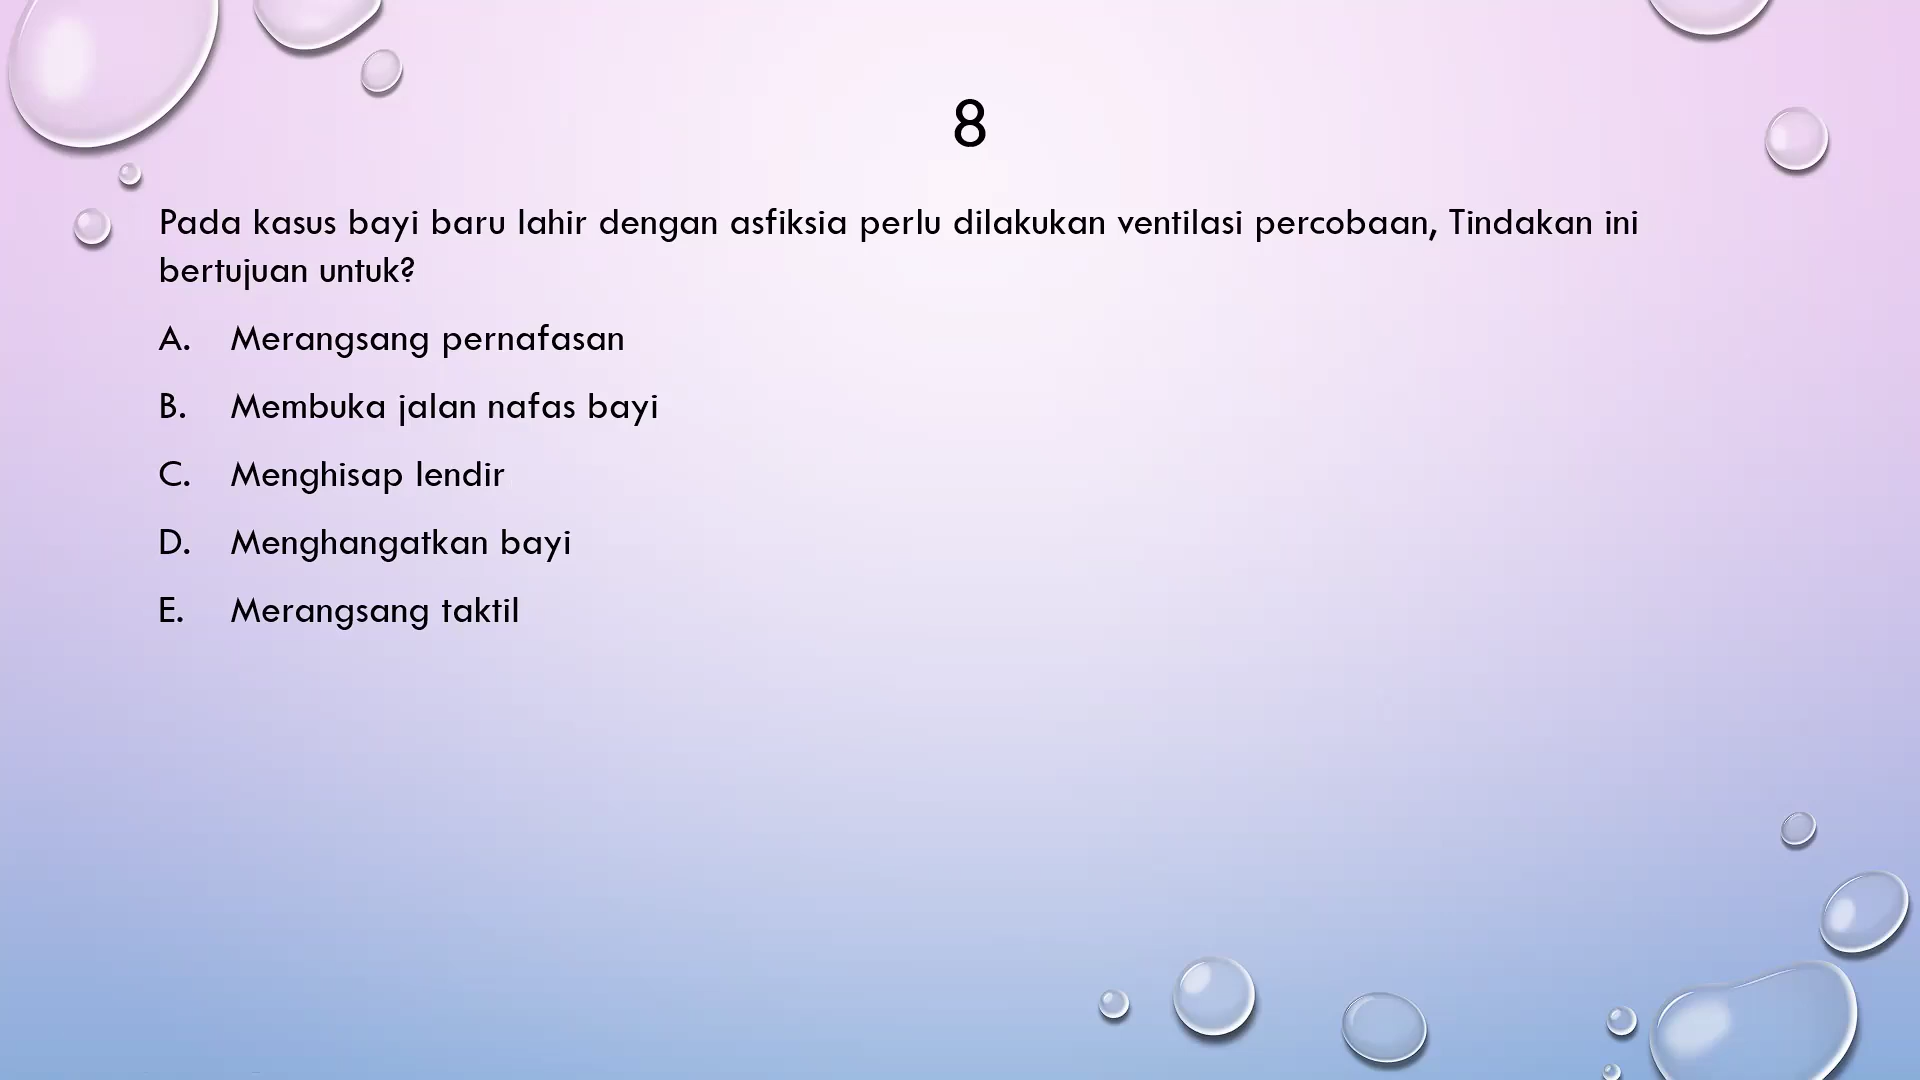 8
Pada kasus bayi baru lahir dengan asfiksia perlu dilakukan ventilasi percobaan, Tindakan ini
bertujuan untuk?
A. Merangsang pernafasan
B. Membuka jalan nafas bayi
C. Menghisap lendir
D. Menghangatkan bayi
E. Merangsang taktil